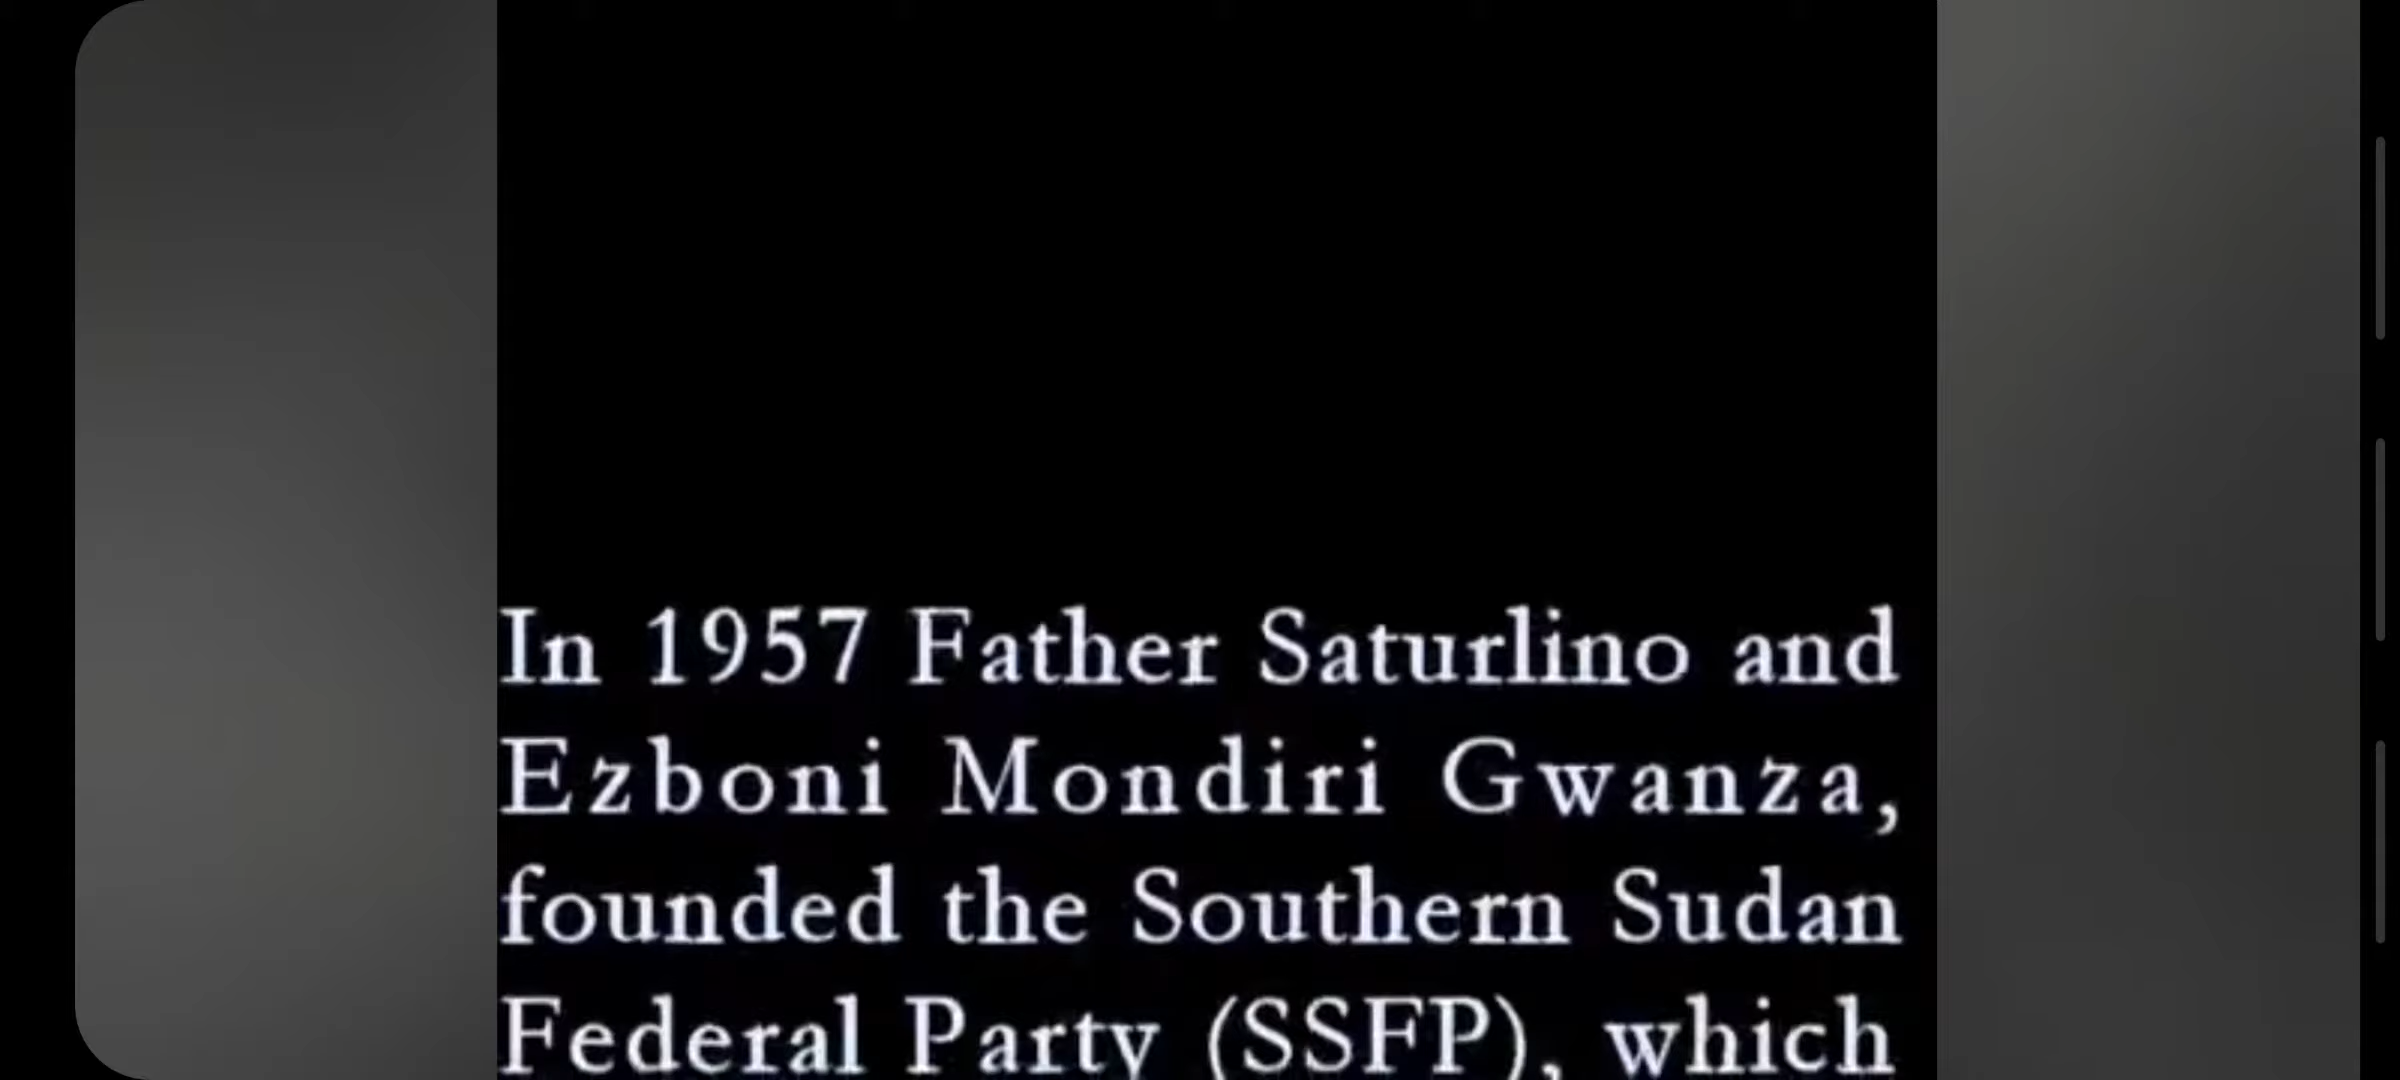 In 1957 Father Saturlino and
Ezboni Mondiri Gwanza,
founded the Southern Sudan
Federal Party (SSFP), which